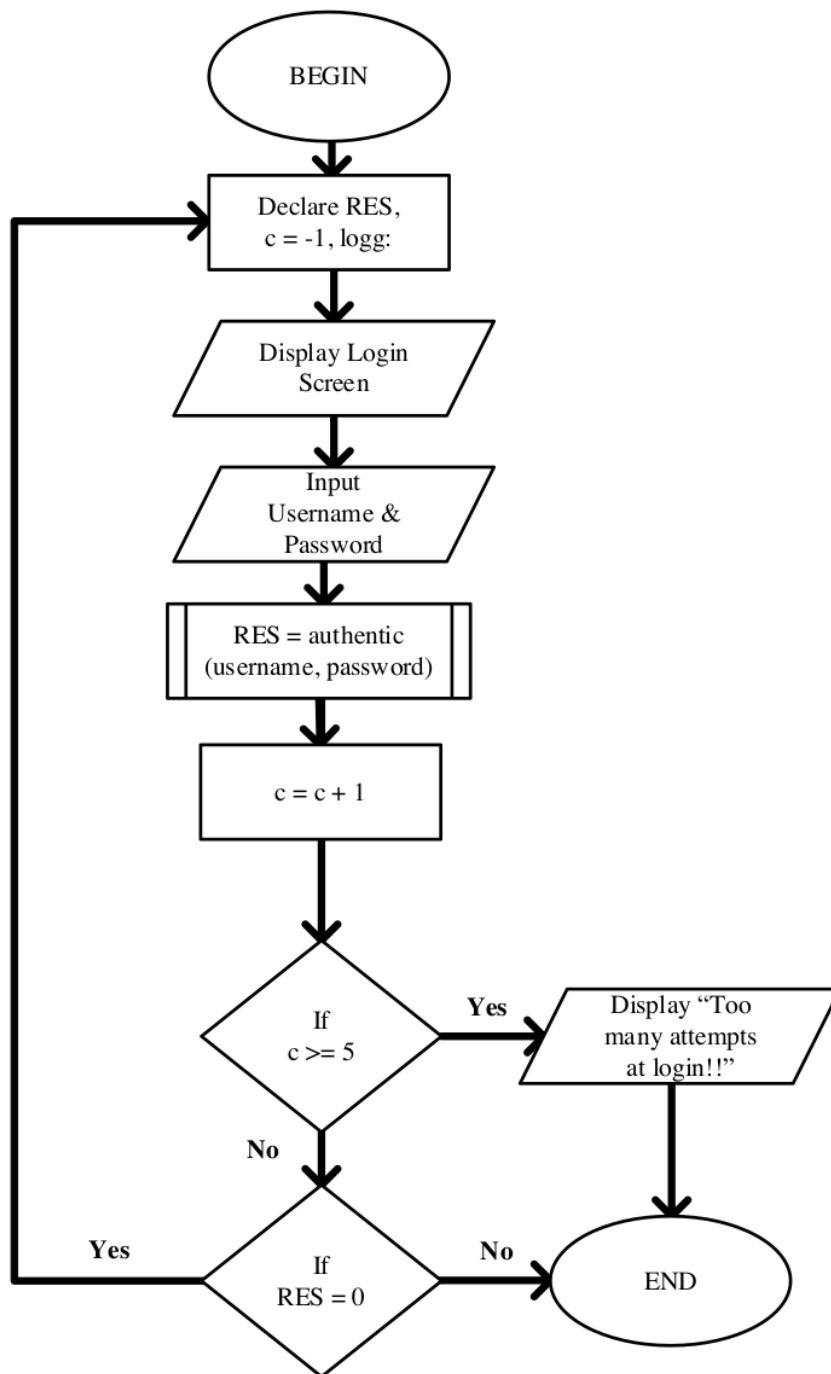 BEGIN
Declare RES,
c = -1, logg:
Display Login
Screen
Input
Username &
Password
RES = authentic
(username, password)
c = c + 1
If
c >= 5
Yes
Display “Too
many attempts
at login!!”
No
If
RES = 0
Yes
No
END